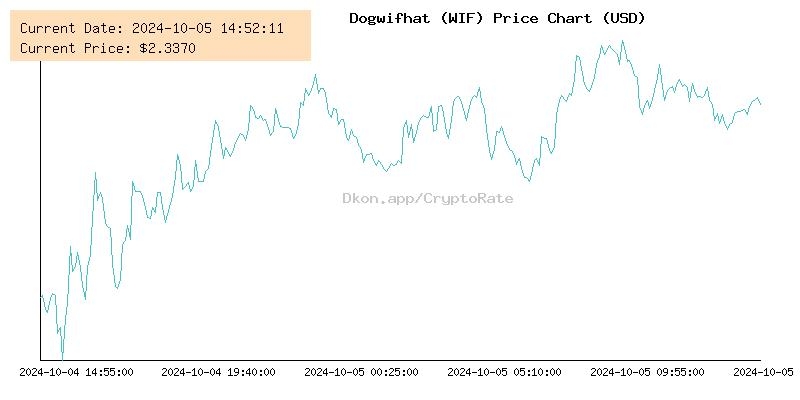 Dogwifhat (WIF) Price Chart (USD)
Current Date: 2024-10-05 14:52:11
Current Price: $2.3370
Dkon.app/CryptoRate
2024-10-04 14:55:00 2024-10-04 19:40:00 2024-10-05 00:25:00 2024-10-05 05:10:00 2024-10-05 09:55:00 2024-10-05